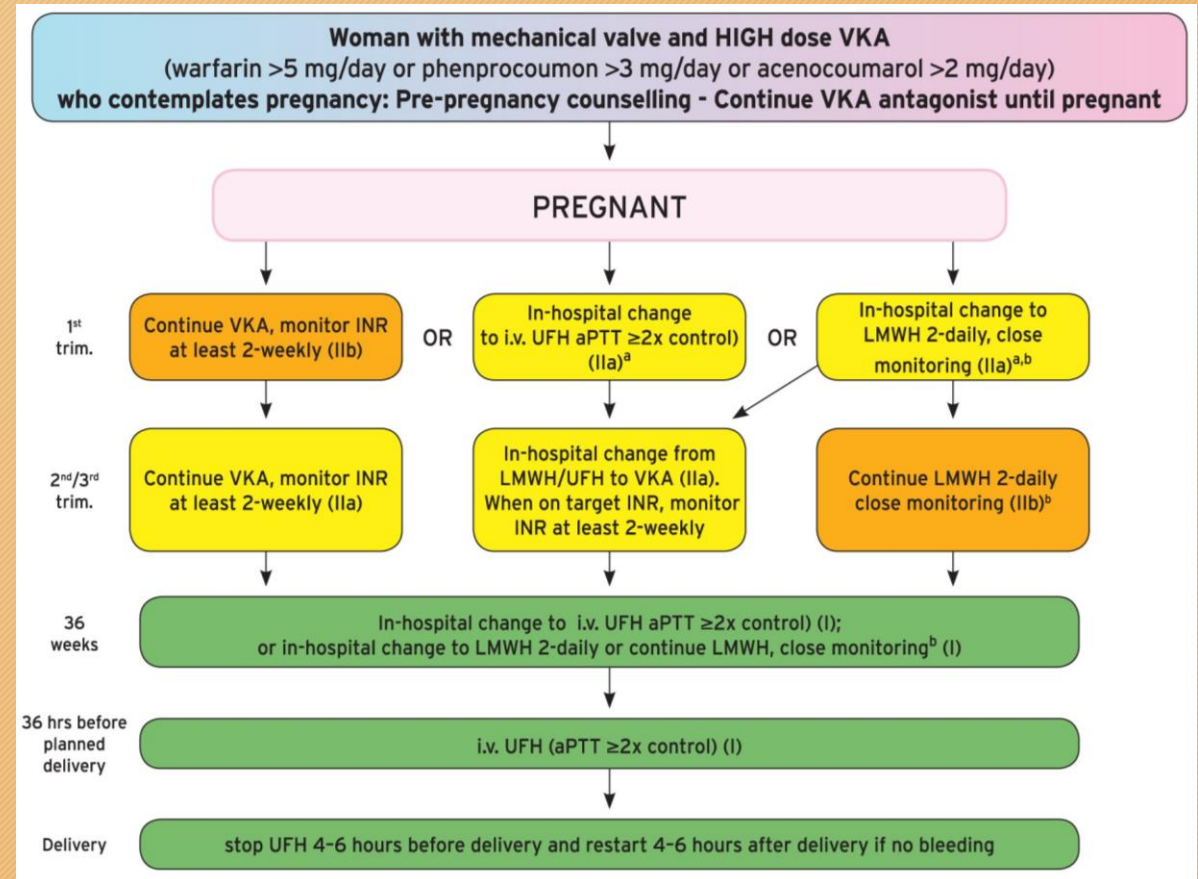 Woman with mechanical valve and HIGH dose VKA
(warfarin >5 mg/day or phenprocoumon >3 mg/day or acenocoumarol >2 mg/day)
who contemplates pregnancy: Pre-pregnancy counselling - Continue VKA antagonist until pregnant
PREGNANT
1st
trim.
Continue VKA, monitor INR
at least 2-weekly (IIb)
OR
In-hospital change
to i.v. UFH aPTT ≥2x control)
(IIa)a
OR
In-hospital change to
LMWH 2-daily, close
monitoring (IIa)a,b
2nd/3rd
trim.
Continue VKA, monitor INR
at least 2-weekly (IIa)
In-hospital change from
LMWH/UFH to VKA (IIa).
When on target INR, monitor
INR at least 2-weekly
Continue LMWH 2-daily
close monitoring (IIb)b
36
weeks
In-hospital change to i.v. UFH aPTT ≥2x control) (I);
or in-hospital change to LMWH 2-daily or continue LMWH, close monitoringb (I)
36 hrs before
planned
delivery
i.v. UFH (aPTT ≥2x control) (I)
Delivery
stop UFH 4–6 hours before delivery and restart 4–6 hours after delivery if no bleeding